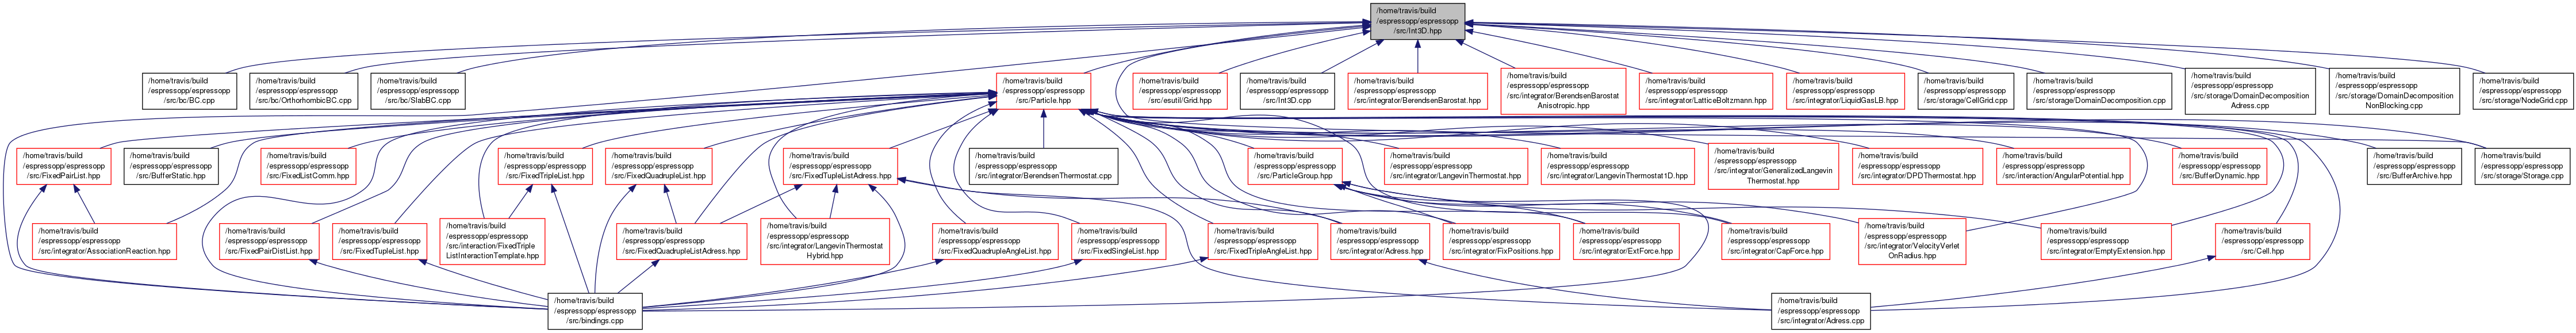 /home/travis/build
/espressopp/espressopp
/src/Int3D.hpp
/home/travis/build
/espressopp/espressopp
/src/bc/BC.cpp
/home/travis/build
/espressopp/espressopp
/src/bc/OrthorhombicBC.cpp
/home/travis/build
/espressopp/espressopp
/src/bc/SlabBC.cpp
/home/travis/build
/espressopp/espressopp
/src/Particle.hpp
/home/travis/build
/espressopp/espressopp
/src/esutil/Grid.hpp
/home/travis/build
/espressopp/espressopp
/src/Int3D.cpp
/home/travis/build
/espressopp/espressopp
/src/integrator/BerendsenBarostat.hpp
/home/travis/build
/espressopp/espressopp
/src/integrator/BerendsenBarostat
Anisotropic.hpp
/home/travis/build
/espressopp/espressopp
/src/integrator/LatticeBoltzmann.hpp
/home/travis/build
/espressopp/espressopp
/src/integrator/LiquidGasLB.hpp
/home/travis/build
/espressopp/espressopp
/src/storage/CellGrid.cpp
/home/travis/build
/espressopp/espressopp
/src/storage/DomainDecomposition.cpp
/home/travis/build
/espressopp/espressopp
/src/storage/DomainDecomposition
Adress.cpp
/home/travis/build
/espressopp/espressopp
/src/storage/DomainDecomposition
NonBlocking.cpp
/home/travis/build
/espressopp/espressopp
/src/storage/NodeGrid.cpp
/home/travis/build
/espressopp/espressopp
/src/FixedPairList.hpp
/home/travis/build
/espressopp/espressopp
/src/BufferStatic.hpp
/home/travis/build
/espressopp/espressopp
/src/FixedListComm.hpp
/home/travis/build
/espressopp/espressopp
/src/FixedTripleList.hpp
/home/travis/build
/espressopp/espressopp
/src/FixedQuadrupleList.hpp
/home/travis/build
/espressopp/espressopp
/src/FixedTupleListAdress.hpp
/home/travis/build
/espressopp/espressopp
/src/integrator/BerendsenThermostat.cpp
/home/travis/build
/espressopp/espressopp
/src/ParticleGroup.hpp
/home/travis/build
/espressopp/espressopp
/src/integrator/LangevinThermostat.hpp
/home/travis/build
/espressopp/espressopp
/src/integrator/LangevinThermostat1D.hpp
/home/travis/build
/espressopp/espressopp
/src/integrator/GeneralizedLangevin
Thermostat.hpp
/home/travis/build
/espressopp/espressopp
/src/integrator/DPDThermostat.hpp
/home/travis/build
/espressopp/espressopp
/src/interaction/AngularPotential.hpp
/home/travis/build
/espressopp/espressopp
/src/BufferDynamic.hpp
/home/travis/build
/espressopp/espressopp
/src/BufferArchive.hpp
/home/travis/build
/espressopp/espressopp
/src/storage/Storage.cpp
/home/travis/build
/espressopp/espressopp
/src/integrator/AssociationReaction.hpp
/home/travis/build
/espressopp/espressopp
/src/FixedPairDistList.hpp
/home/travis/build
/espressopp/espressopp
/src/FixedTupleList.hpp
/home/travis/build
/espressopp/espressopp
/src/interaction/FixedTriple
ListInteractionTemplate.hpp
/home/travis/build
/espressopp/espressopp
/src/FixedQuadrupleListAdress.hpp
/home/travis/build
/espressopp/espressopp
/src/integrator/LangevinThermostat
Hybrid.hpp
/home/travis/build
/espressopp/espressopp
/src/FixedQuadrupleAngleList.hpp
/home/travis/build
/espressopp/espressopp
/src/FixedSingleList.hpp
/home/travis/build
/espressopp/espressopp
/src/FixedTripleAngleList.hpp
/home/travis/build
/espressopp/espressopp
/src/integrator/Adress.hpp
/home/travis/build
/espressopp/espressopp
/src/integrator/FixPositions.hpp
/home/travis/build
/espressopp/espressopp
/src/integrator/ExtForce.hpp
/home/travis/build
/espressopp/espressopp
/src/integrator/CapForce.hpp
/home/travis/build
/espressopp/espressopp
/src/integrator/VelocityVerlet
OnRadius.hpp
/home/travis/build
/espressopp/espressopp
/src/integrator/EmptyExtension.hpp
/home/travis/build
/espressopp/espressopp
/src/Cell.hpp
/home/travis/build
/espressopp/espressopp
/src/bindings.cpp
/home/travis/build
/espressopp/espressopp
/src/integrator/Adress.cpp